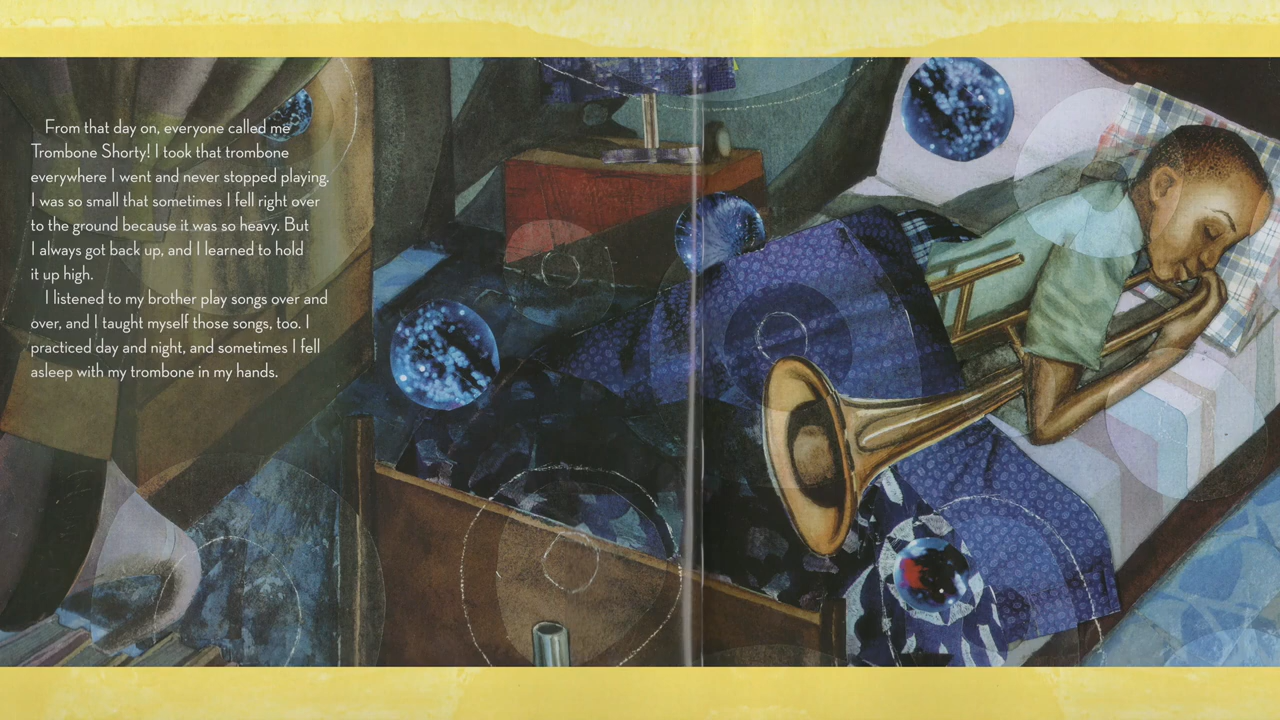 From that day on, everyone called me
Trombone Shorty! I took that trombone
everywhere I went and never stopped playing.
I was so small that sometimes I fell right over
to the ground because it was so heavy. But
I always got back up, and I learned to hold
it up high.
I listened to my brother play songs over and
over, and I taught myself those songs, too. I
practiced day and night, and sometimes I fell
asleep with my trombone in my hands.